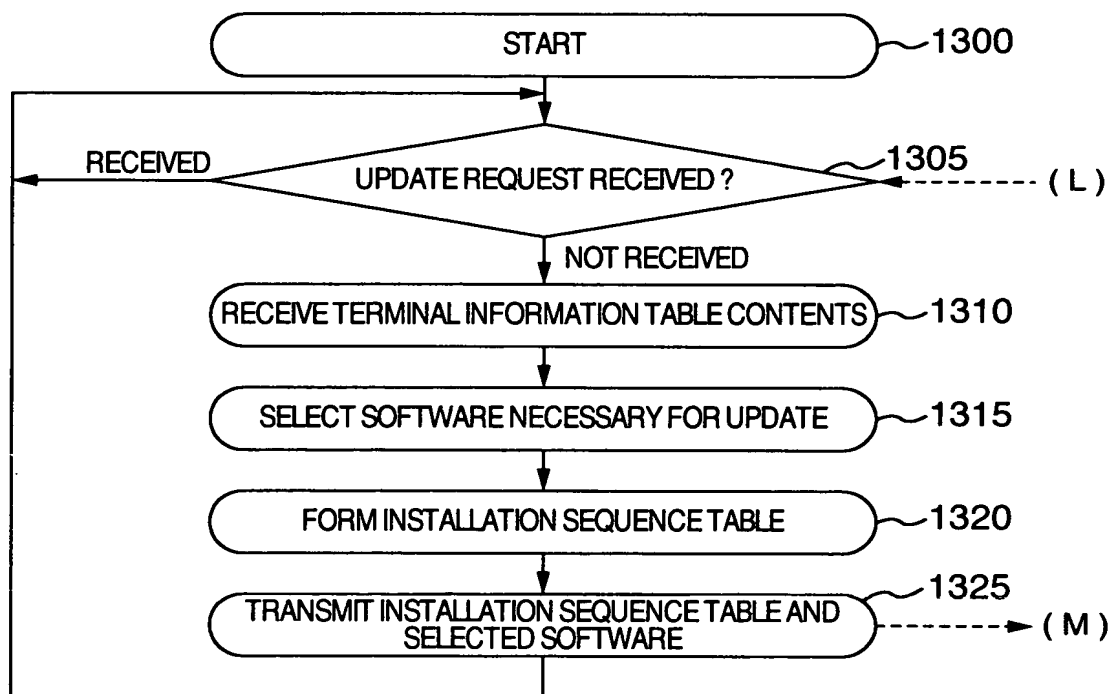 START
1300
RECEIVED
UPDATE REQUEST RECEIVED ?
1305
(L)
NOT RECEIVED
RECEIVE TERMINAL INFORMATION TABLE CONTENTS
1310
SELECT SOFTWARE NECESSARY FOR UPDATE
1315
FORM INSTALLATION SEQUENCE TABLE
1320
TRANSMIT INSTALLATION SEQUENCE TABLE AND
SELECTED SOFTWARE
1325
(M)